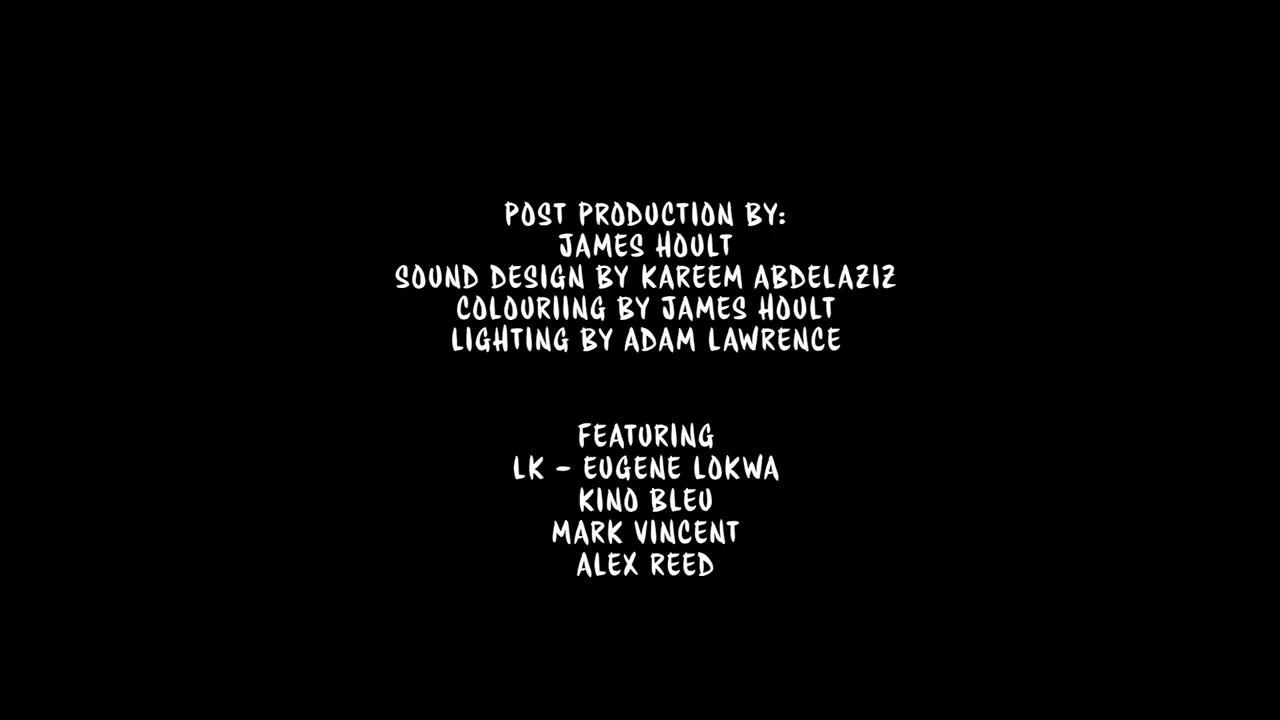 POST PRODUCTION BY:
JAMES HOULT
SOUND DESIGN BY KAREEM ABDELAZIZ
COLOURIING BY JAMES HOULT
LIGHTING BY ADAM LAWRENCE
FEATURING
LK - EUGENE LOKWA
KINO BLEU
MARK VINCENT
ALEX REED